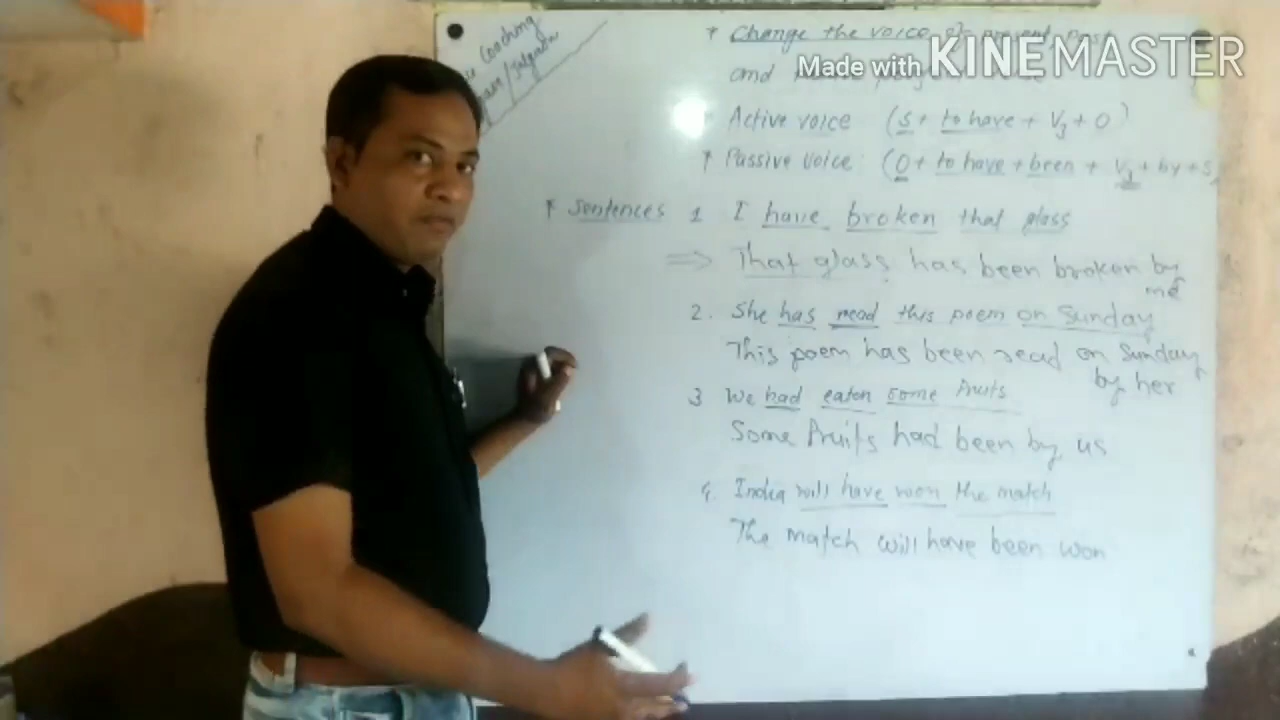 Coaching
* Change the voice of
Made with KINEMASTER
and
Active voice (S + to have + V3 + O)
* Passive voice : (O + to have + been + V3 + by + S)
* Sentences 1 I have broken that glass
⇒ That glass has been broken by me
2. She has read this poem on Sunday
This poem has been read on Sunday by her
3 We had eaten some fruits
Some fruits had been by us
4. India will have won the match
The match will have been won